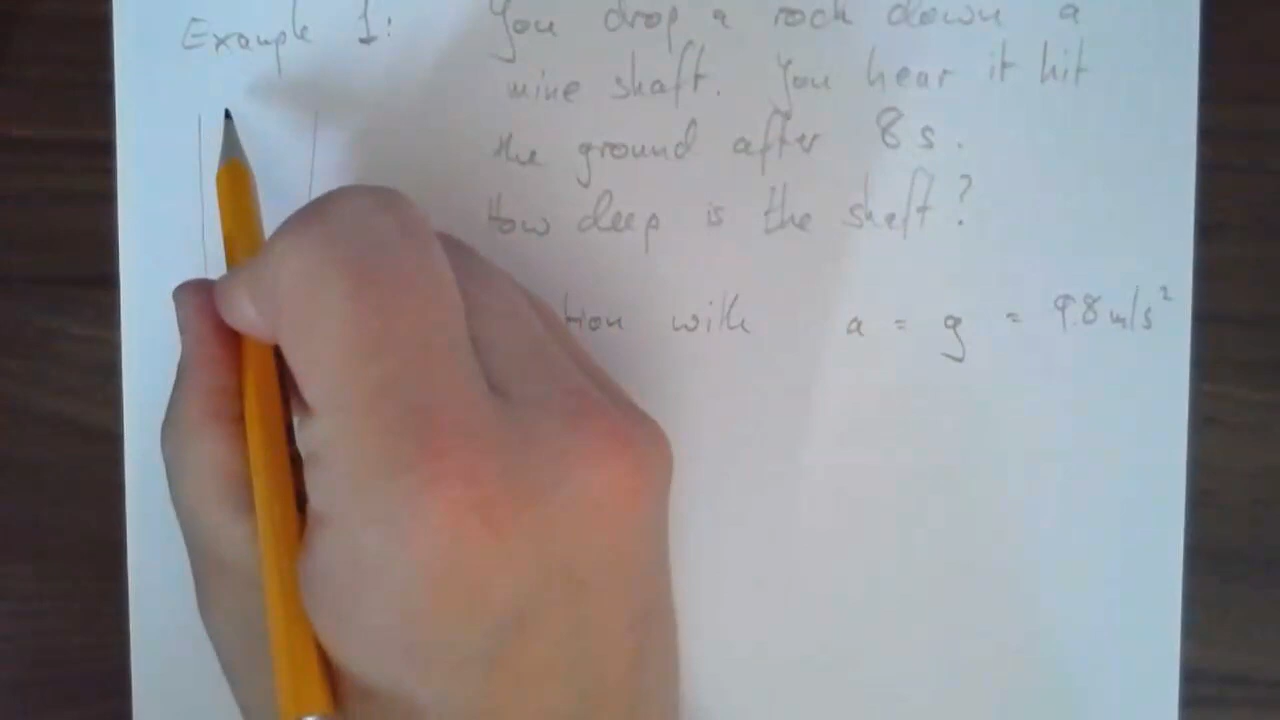 Example 1: You drop a rock down a
mine shaft. You hear it hit
the ground after 8 s.
How deep is the shaft?
with a = g = 9.8 m/s²